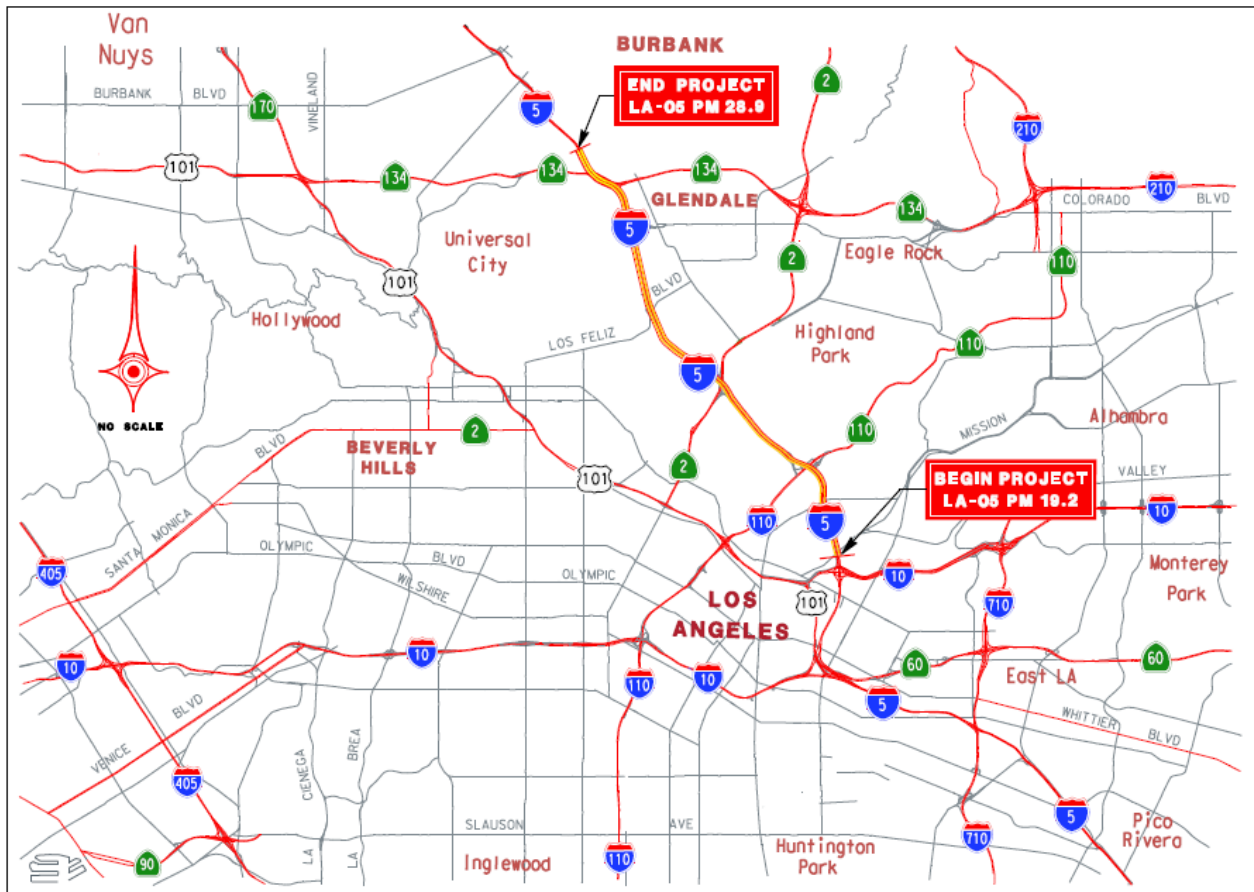 Van
Nuys
BURBANK
BURBANK BLVD
VINELAND
170
5
END PROJECT
LA-05 PM 28.9
2
210
101
134
134
134
134
210
COLORADO BLVD
GLENDALE
5
Universal
City
Eagle Rock
2
110
101
BLVD
Hollywood
LOS FELIZ
Highland
Park
110
5
NO SCALE
BLVD
2
BEVERLY
HILLS
110
MISSION
Alhambra
101
2
BEGIN PROJECT
LA-05 PM 19.2
VALLEY
SANTA MONICA
110
5
10
OLYMPIC
BLVD
WILSHIRE
OLYMPIC
405
10
Monterey
Park
101
710
LOS
ANGELES
10
10
110
10
60
60
East LA
5
WHITTIER
BLVD
VENICE
BLVD
405
LA CIENEGA
LA BREA
SLAUSON AVE
5
Pico
Rivera
90
Inglewood
110
Huntington
Park
710